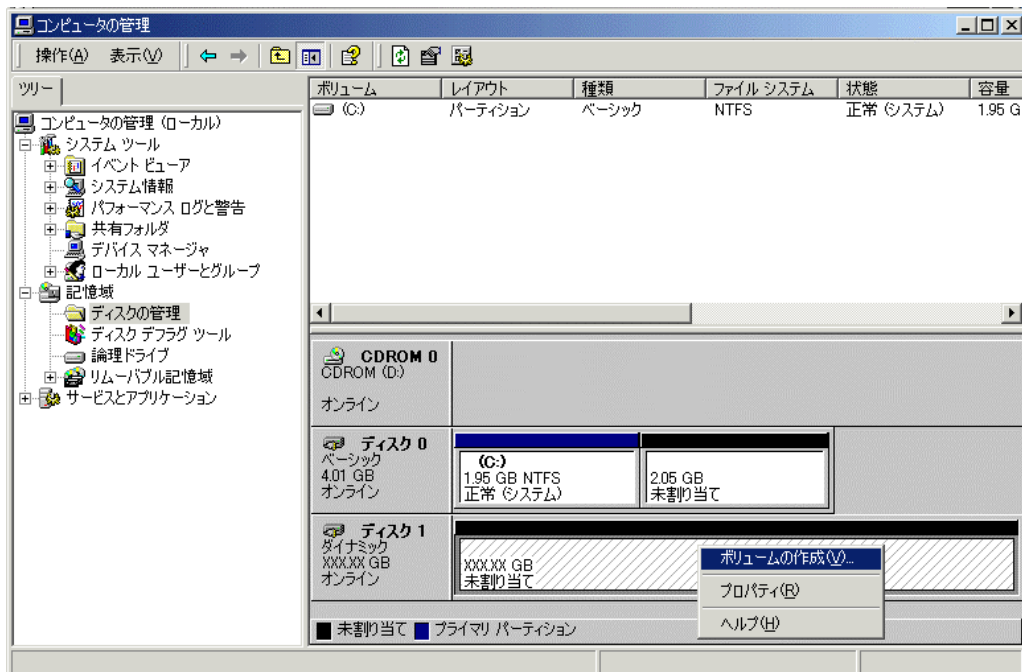 コンピュータの管理
操作(A) 表示(V)
ツリー
コンピュータの管理 (ローカル)
システム ツール
イベント ビューア
システム情報
パフォーマンス ログと警告
共有フォルダ
デバイス マネージャ
ローカル ユーザーとグループ
記憶域
ディスクの管理
ディスク デフラグ ツール
論理ドライブ
リムーバブル記憶域
サービスとアプリケーション
ボリューム レイアウト 種類 ファイル システム 状態 容量
(C:) パーティション ベーシック NTFS 正常 (システム) 1.95 G
CDROM 0
CDROM (D:)
オンライン
ディスク 0
ベーシック
4.01 GB
オンライン
(C:)
1.95 GB NTFS
正常 (システム)
2.05 GB
未割り当て
ディスク 1
ダイナミック
XXX.XX GB
オンライン
XXX.XX GB
未割り当て
ボリュームの作成(V)...
プロパティ(R)
ヘルプ(H)
未割り当て プライマリ パーティション